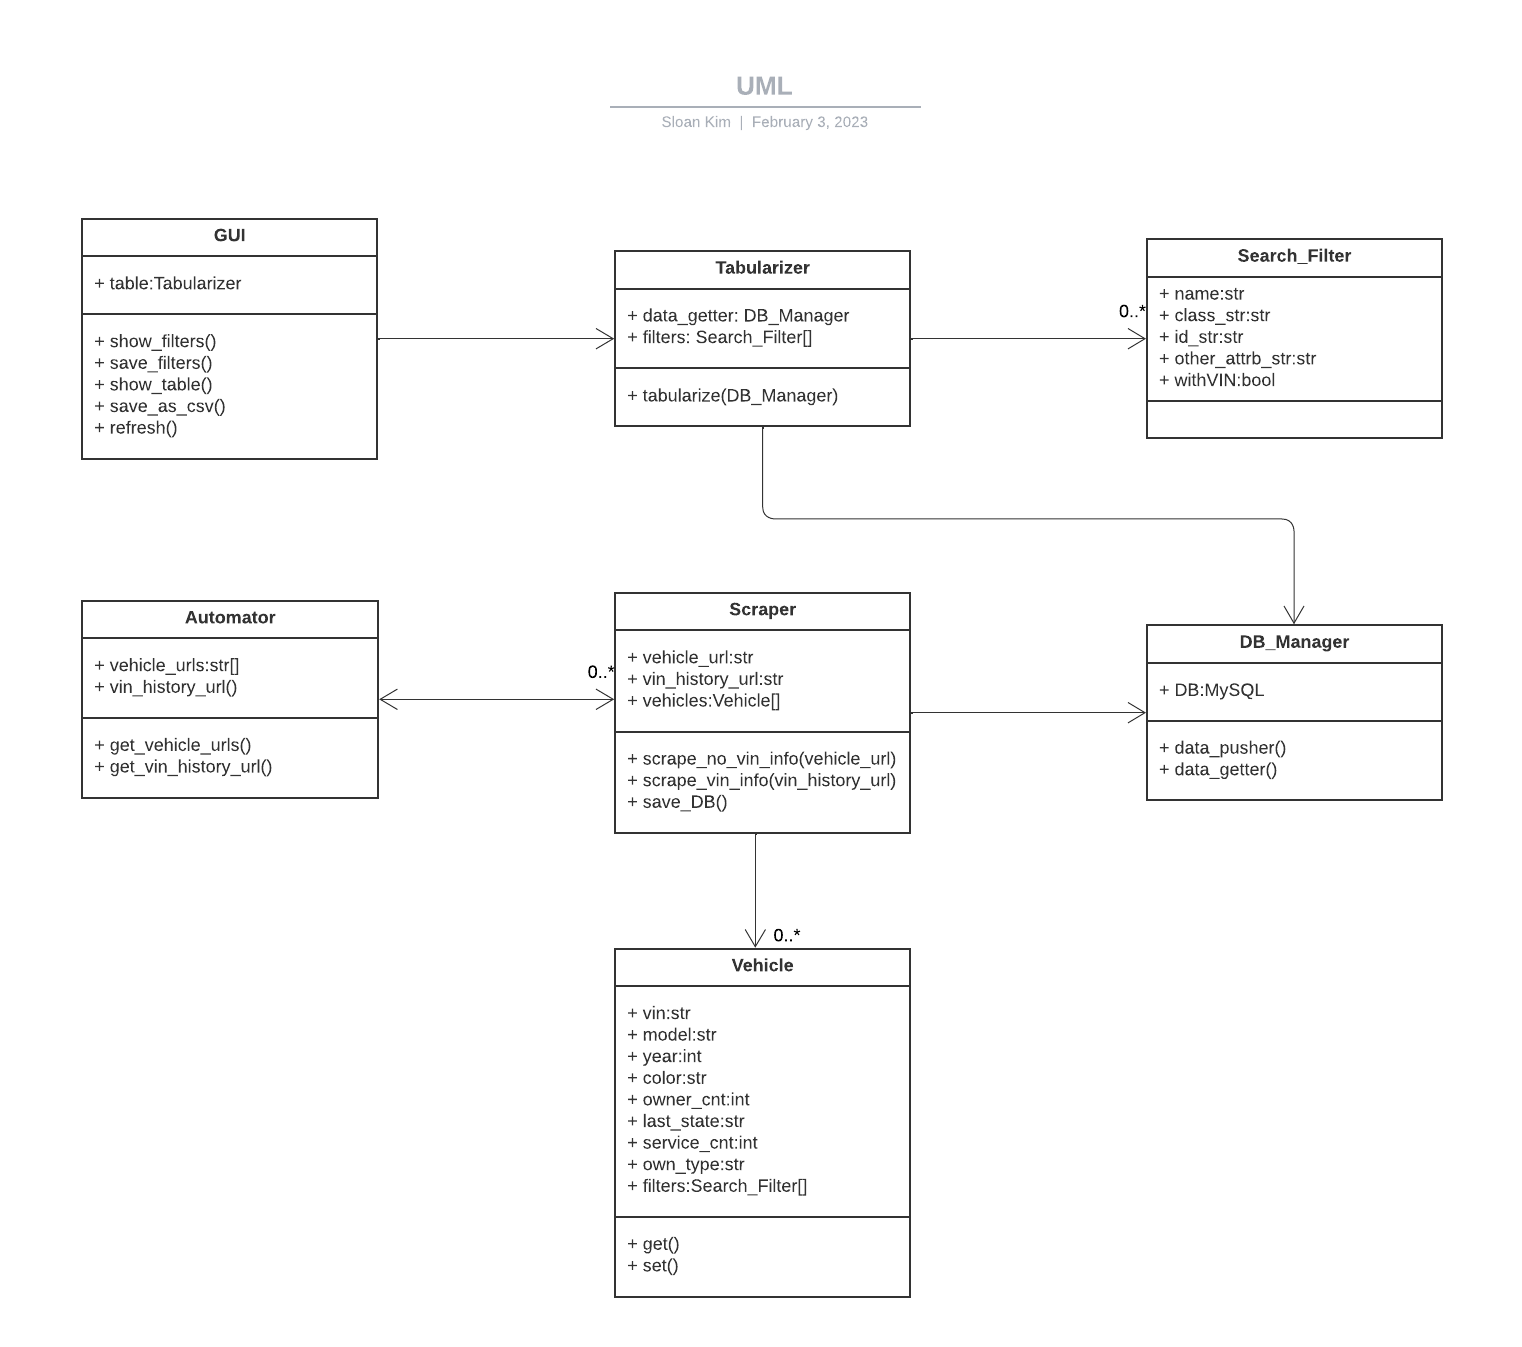 UML
Sloan Kim | February 3, 2023
GUI
+ table:Tabularizer
+ show_filters()
+ save_filters()
+ show_table()
+ save_as_csv()
+ refresh()
Tabularizer
+ data_getter: DB_Manager
+ filters: Search_Filter[]
+ tabularize(DB_Manager)
0..*
Search_Filter
+ name:str
+ class_str:str
+ id_str:str
+ other_attrb_str:str
+ withVIN:bool
Automator
+ vehicle_urls:str[]
+ vin_history_url()
+ get_vehicle_urls()
+ get_vin_history_url()
0..*
Scraper
+ vehicle_url:str
+ vin_history_url:str
+ vehicles:Vehicle[]
+ scrape_no_vin_info(vehicle_url)
+ scrape_vin_info(vin_history_url)
+ save_DB()
DB_Manager
+ DB:MySQL
+ data_pusher()
+ data_getter()
0..*
Vehicle
+ vin:str
+ model:str
+ year:int
+ color:str
+ owner_cnt:int
+ last_state:str
+ service_cnt:int
+ own_type:str
+ filters:Search_Filter[]
+ get()
+ set()